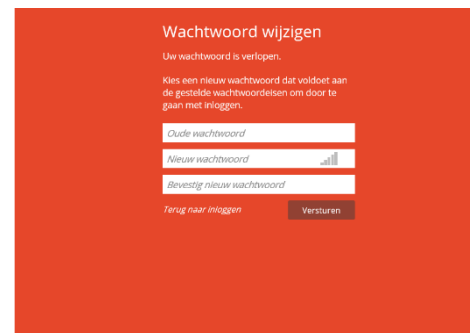 Wachtwoord wijzigen
Uw wachtwoord is verlopen.
Kies een nieuw wachtwoord dat voldoet aan
de gestelde wachtwoordeisen om door te
gaan met inloggen.
Oude wachtwoord
Nieuw wachtwoord
Bevestig nieuw wachtwoord
Terug naar inloggen
Versturen